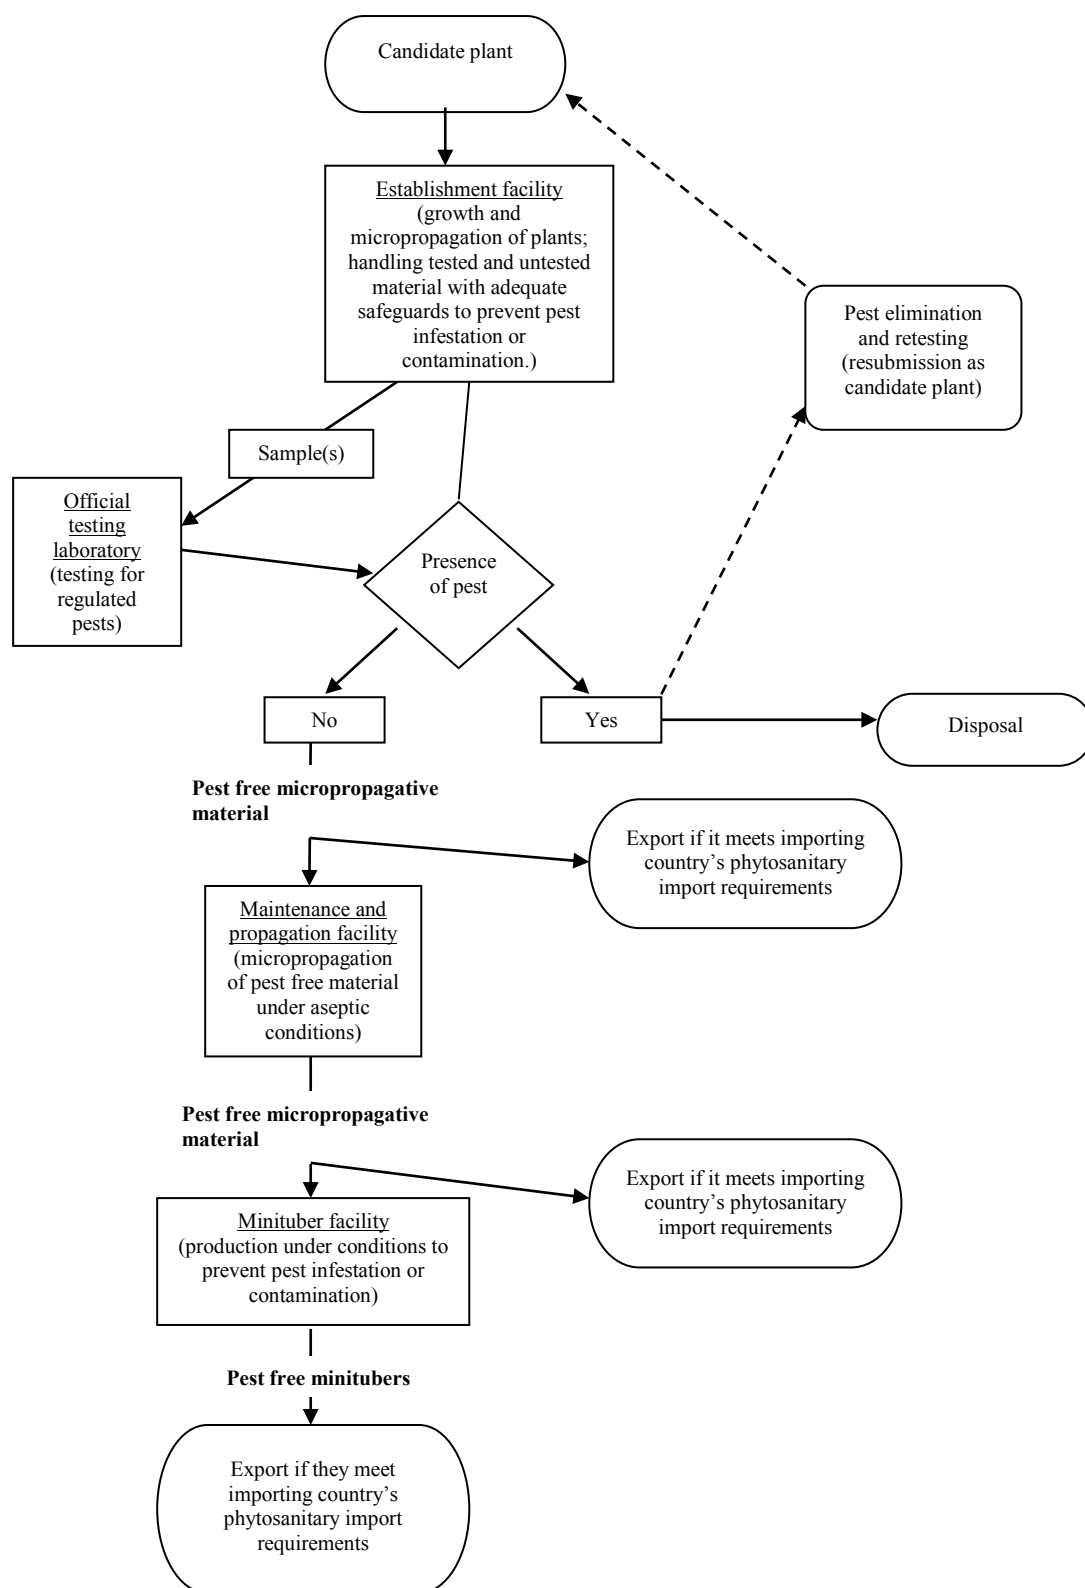 Candidate plant
Establishment facility
(growth and
micropropagation of plants;
handling tested and untested
material with adequate
safeguards to prevent pest
infestation or
contamination.)
Pest elimination
and retesting
(resubmission as
candidate plant)
Sample(s)
Official
testing
laboratory
(testing for
regulated
pests)
Presence
of pest
No
Yes
Disposal
Pest free micropropagative
material
Export if it meets importing
country’s phytosanitary
import requirements
Maintenance and
propagation facility
(micropropagation
of pest free material
under aseptic
conditions)
Pest free micropropagative
material
Export if it meets importing
country’s phytosanitary
import requirements
Minituber facility
(production under conditions to
prevent pest infestation or
contamination)
Pest free minitubers
Export if they meet
importing country’s
phytosanitary import
requirements